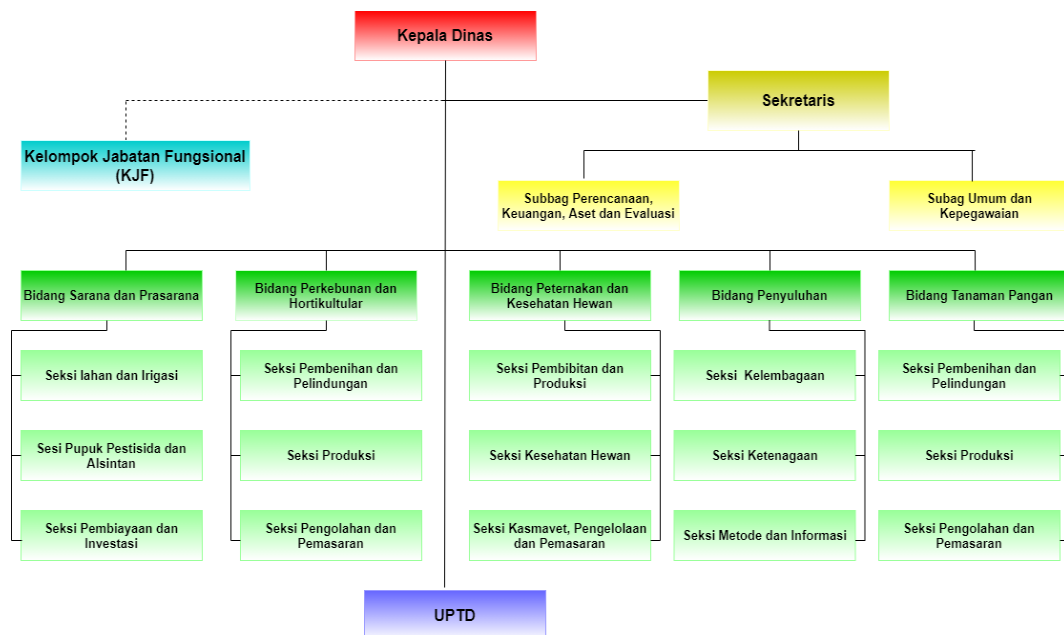 Kepala Dinas
Sekretaris
Kelompok Jabatan Fungsional
(KJF)
Subbag Perencanaan,
Keuangan, Aset dan Evaluasi
Subag Umum dan
Kepegawaian
Bidang Sarana dan Prasarana
Bidang Perkebunan dan
Hortikultular
Bidang Peternakan dan
Kesehatan Hewan
Bidang Penyuluhan
Bidang Tanaman Pangan
Seksi lahan dan Irigasi
Seksi Pembenihan dan
Pelindungan
Seksi Pembibitan dan
Produksi
Seksi Kelembagaan
Seksi Pembenihan dan
Pelindungan
Sesi Pupuk Pestisida dan
Alsintan
Seksi Produksi
Seksi Kesehatan Hewan
Seksi Ketenagaan
Seksi Produksi
Seksi Pembiayaan dan
Investasi
Seksi Pengolahan dan
Pemasaran
Seksi Kasmavet, Pengelolaan
dan Pemasaran
Seksi Metode dan Informasi
Seksi Pengolahan dan
Pemasaran
UPTD